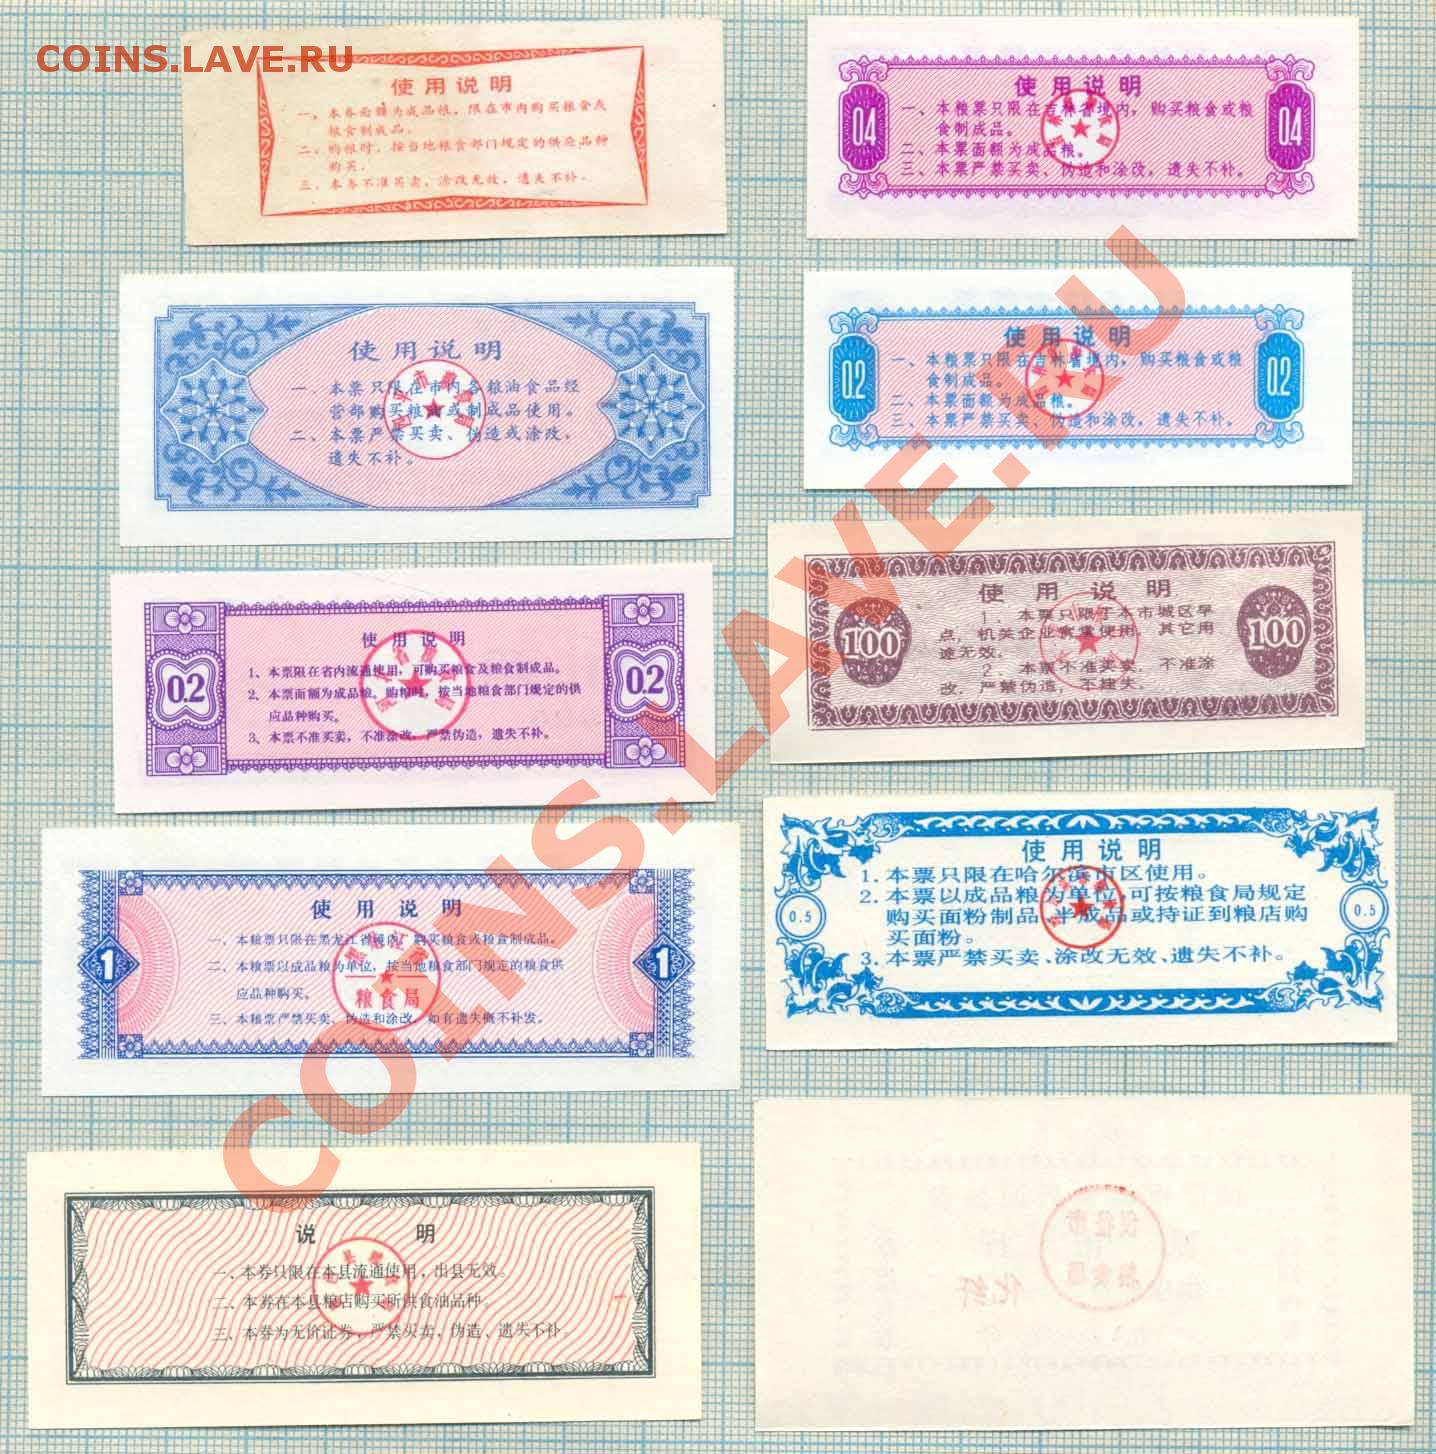 COINS.LAVE.RU
使用说明
一、本券面额为成品粮，限在市内购买粮食或
粮食制成品。
二、购粮时，按当地粮食部门规定的供应品种
购买。
三、本券不准买卖，涂改无效，遗失不补。
使用说明
一、本粮票只限在吉林省境内，购买粮食或粮
食制成品。
二、本票面额为成品粮。
三、本票严禁买卖、伪造和涂改，遗失不补。
04
04
使用说明
一、本票只限在市内各粮油食品经
营部购买粮食或制成品使用。
二、本票严禁买卖、伪造或涂改，
遗失不补。
使用说明
一、本粮票只限在吉林省境内，购买粮食或粮
食制成品。
二、本票面额为成品粮。
三、本票严禁买卖、伪造和涂改，遗失不补。
0.2
0.2
使用说明
1、本票限在省内流通使用，可购买粮食及粮食制成品。
2、本票面额为成品粮。购粮时，按当地粮食部门规定的供
应品种购买。
3、本票不准买卖，不准涂改，严禁伪造，遗失不补。
0.2
0.2
使用说明
1、本票只限于本市城区早
点，机关企业食堂使用，其它用
途无效。
2、本票不准买卖，不准涂
改，严禁伪造，不挂失。
100
100
使用说明
一、本粮票只限在黑龙江省境内，购买粮食或粮食制成品。
二、本粮票以成品粮为单位，按当地粮食部门规定的粮食供
应品种购买。
三、本粮票严禁买卖、伪造和涂改，如有遗失概不补发。
粮食局
1
1
使用说明
1. 本票只限在哈尔滨市区使用。
2. 本票以成品粮为单位,可按粮食局规定
购买面粉制品、半成品或持证到粮店购
买面粉。
3. 本票严禁买卖、涂改无效、遗失不补。
0.5
0.5
说明
一、本券只限在本县流通使用，出县无效。
二、本券在本县粮店购买所供食油品种。
三、本券为无价证券，严禁买卖，伪造、遗失不补。
粮食局
化纤
COINS.LAVE.RU